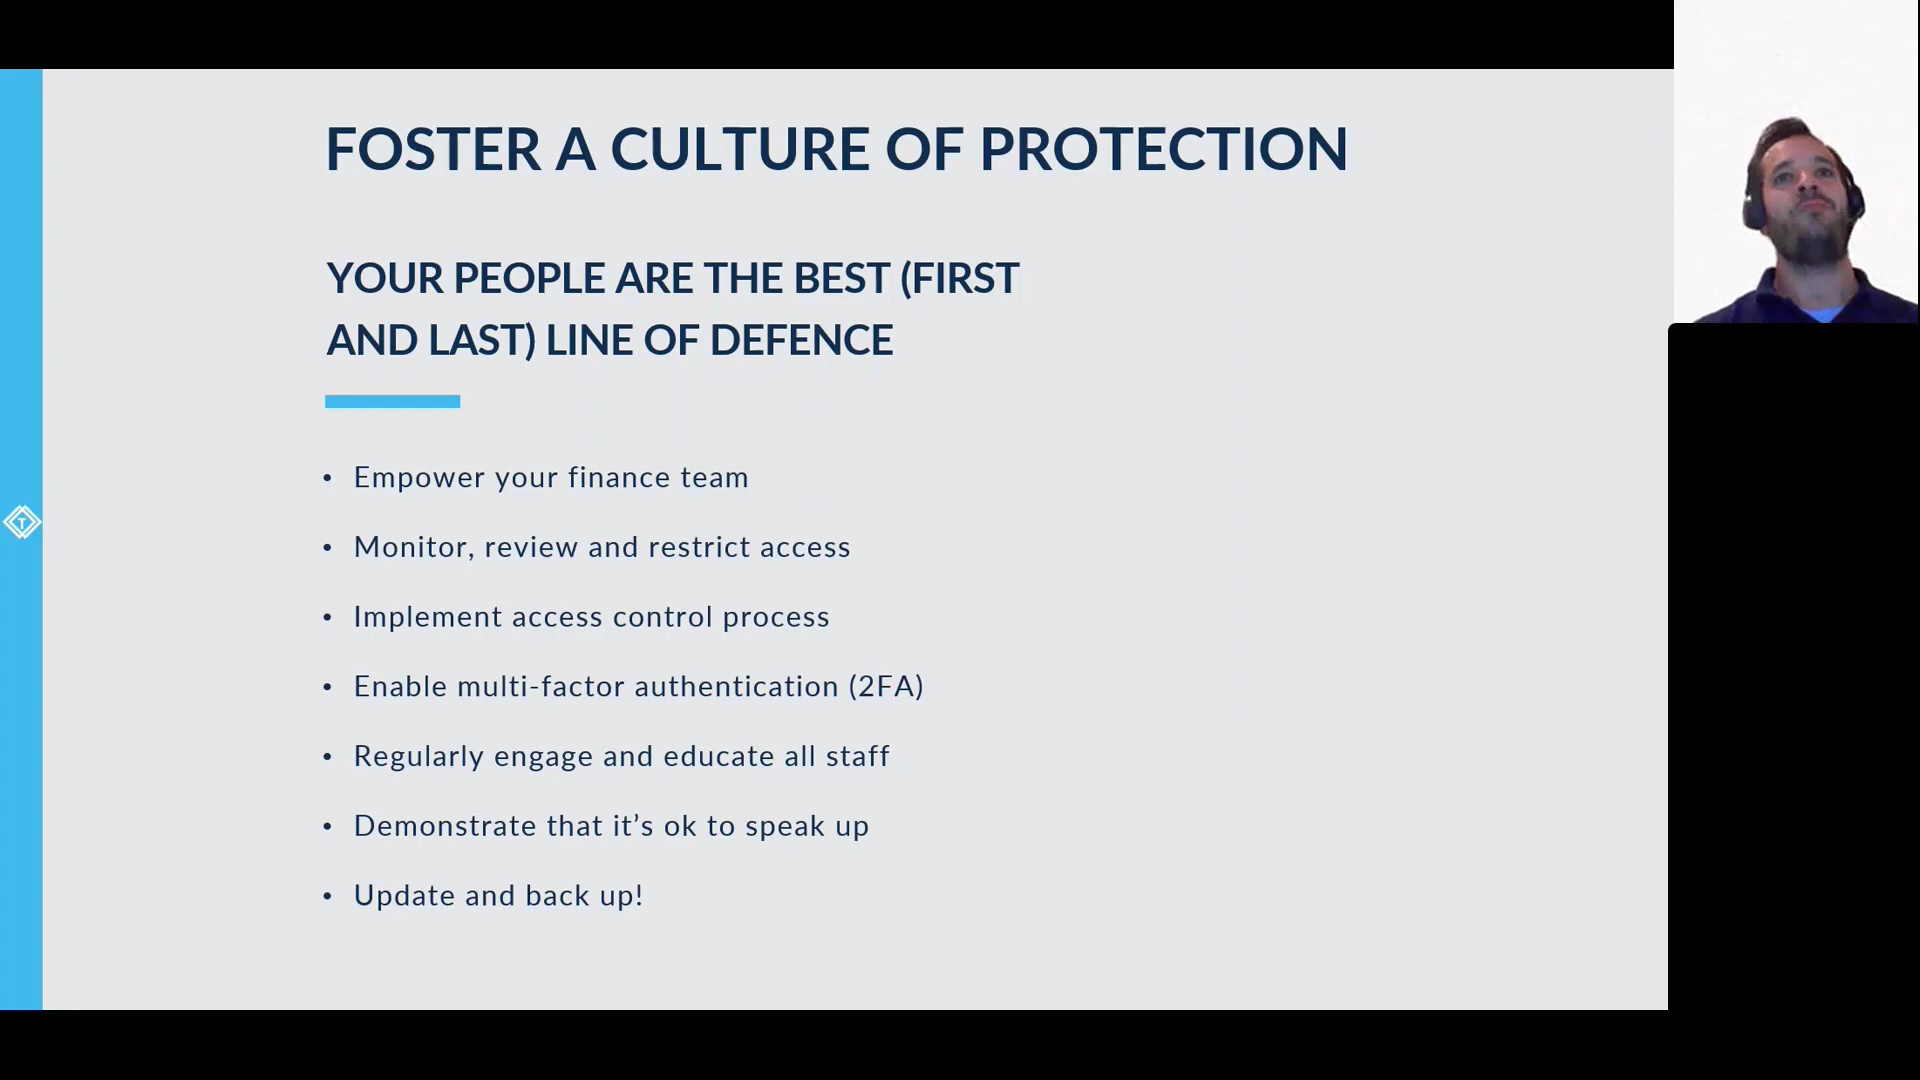 FOSTER A CULTURE OF PROTECTION
YOUR PEOPLE ARE THE BEST (FIRST
AND LAST) LINE OF DEFENCE
• Empower your finance team
• Monitor, review and restrict access
• Implement access control process
• Enable multi-factor authentication (2FA)
• Regularly engage and educate all staff
• Demonstrate that it’s ok to speak up
• Update and back up!
T